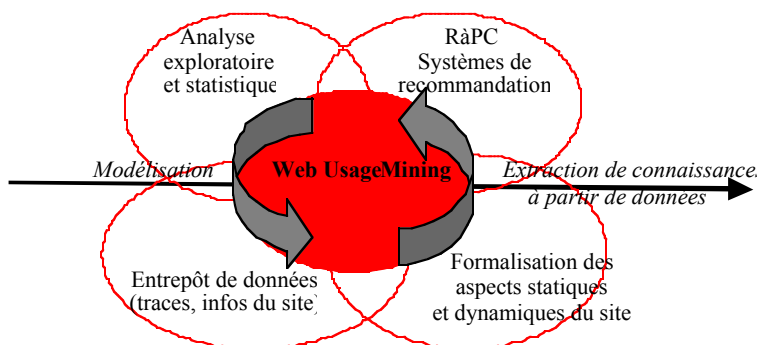 Analyse
exploratoire
et statistique
RàPC
Systèmes de
recommandation
Modélisation
Web UsageMining
Extraction de connaissances
à partir de données
Entrepôt de données
(traces, infos du site)
Formalisation des
aspects statiques
et dynamiques du site